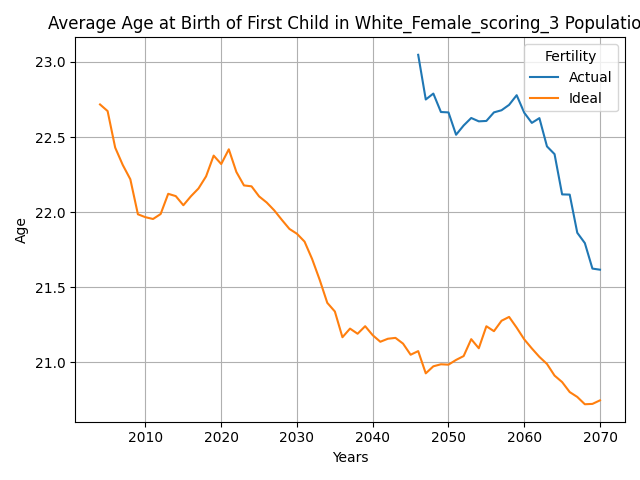 Average Age at Birth of First Child in White_Female_scoring_3 Populatio
Fertility
Actual
Ideal
23.0
22.5
22.0
21.5
21.0
Age
2010 2020 2030 2040 2050 2060 2070
Years